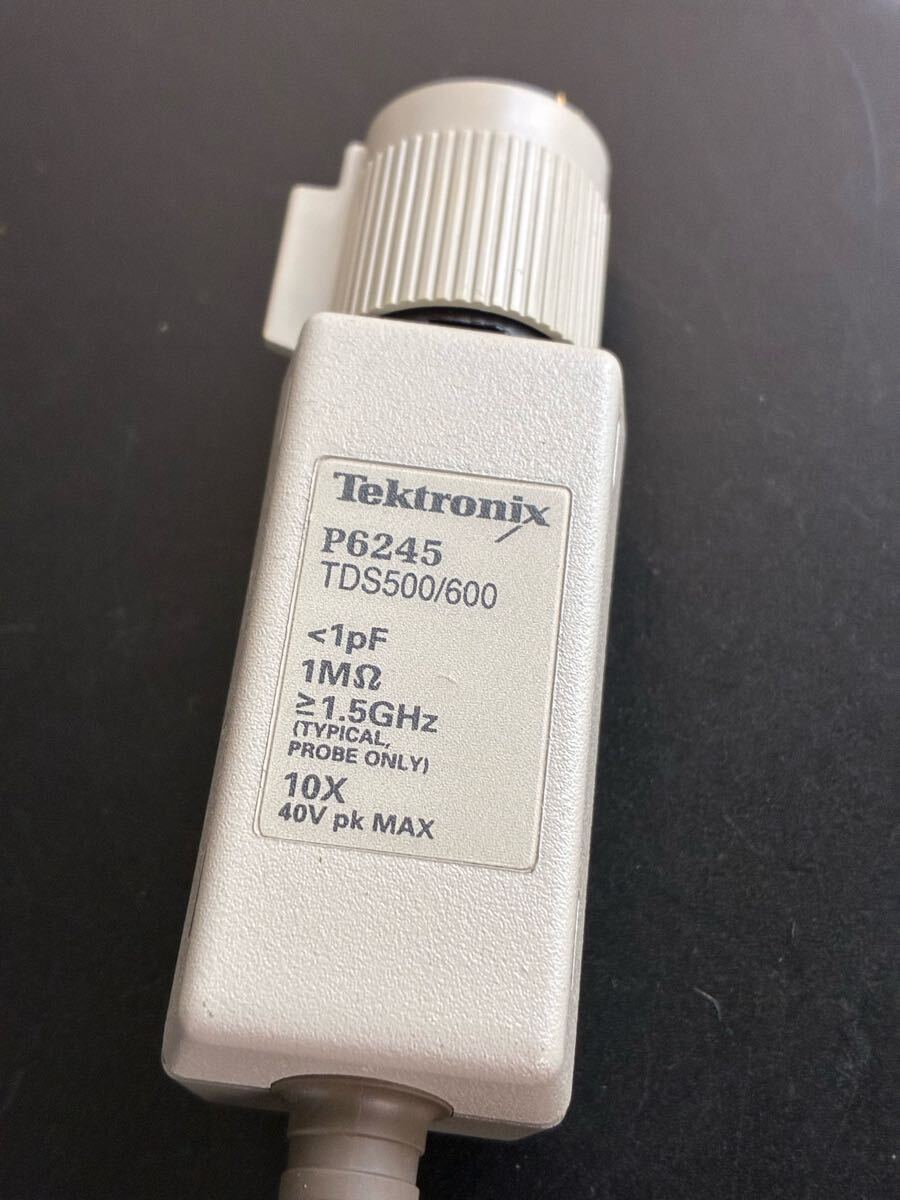 Tektronix
P6245
TDS500/600
<1pF
1MΩ
≥1.5GHz
(TYPICAL,
PROBE ONLY)
10X
40V pk MAX